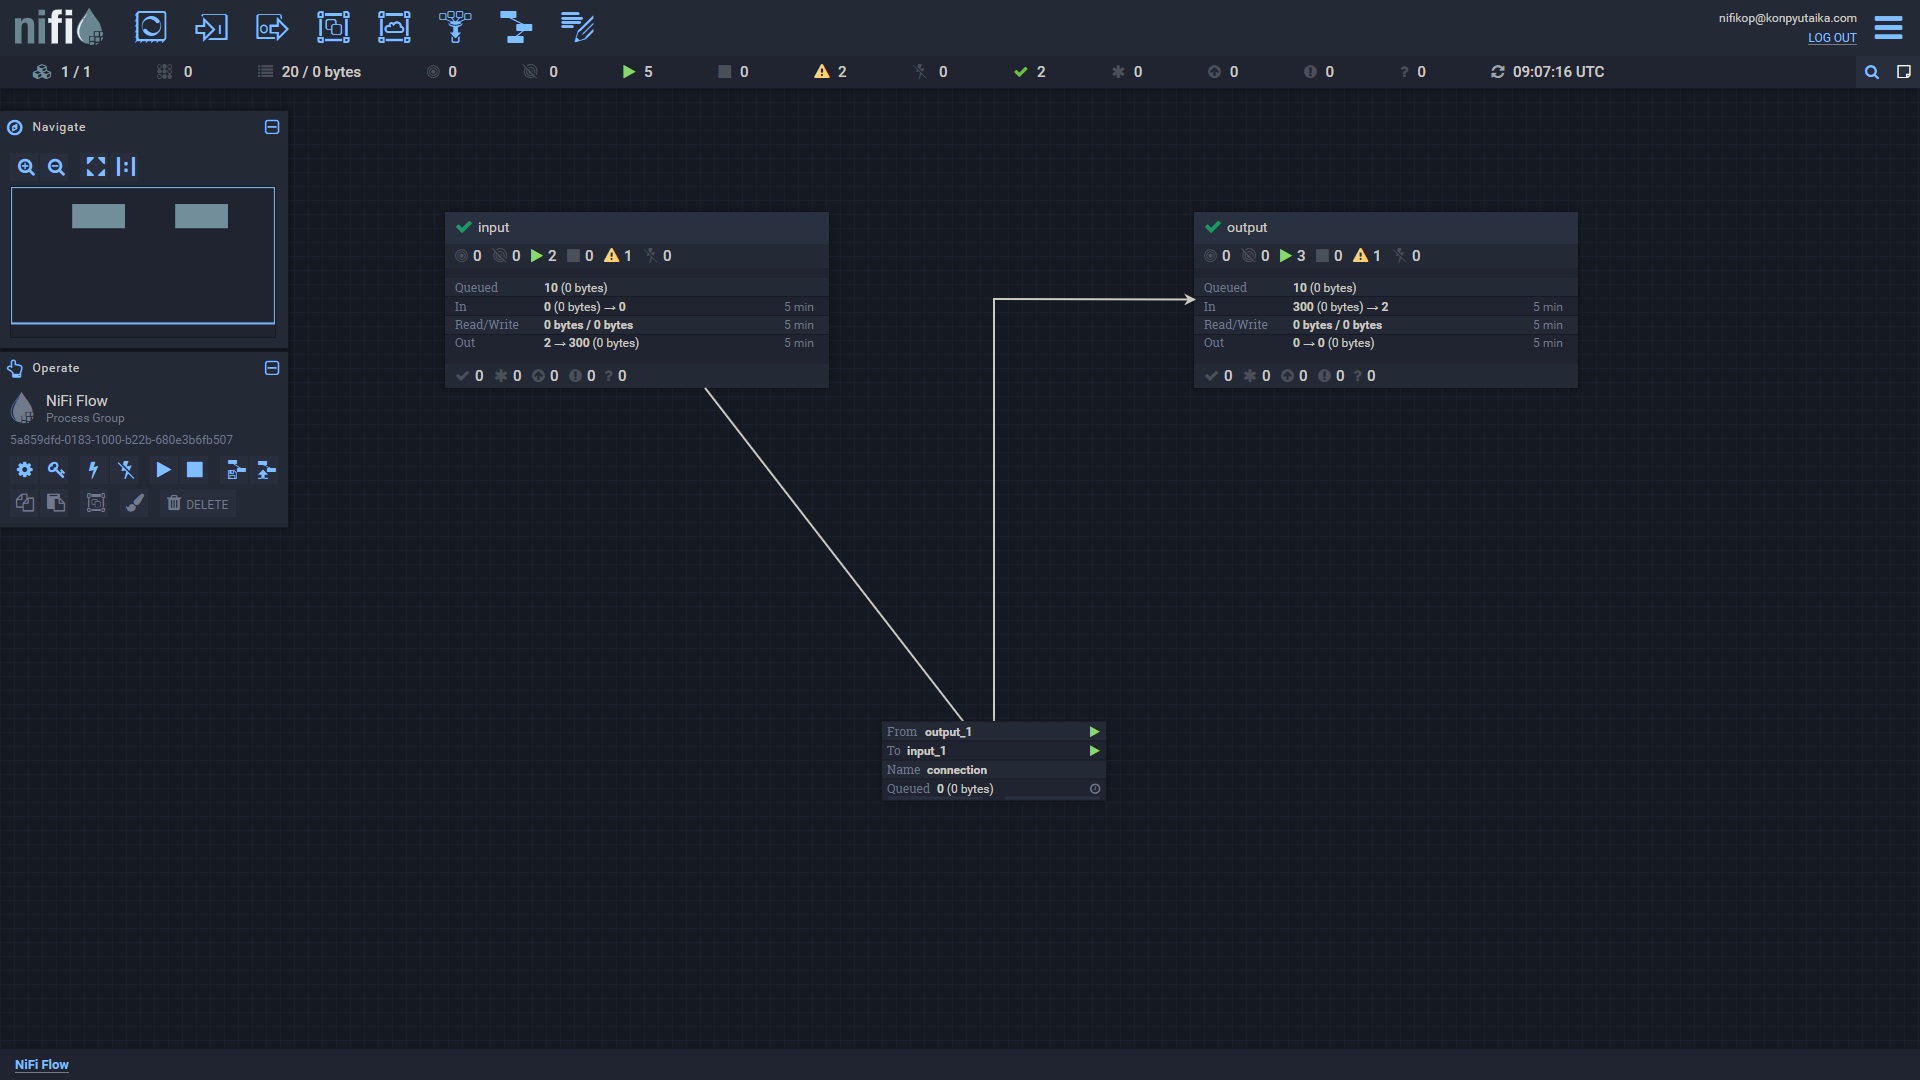 nifi
nifikop@konpyutaika.com
LOG OUT
1 / 1 0 20 / 0 bytes 0 0 5 0 2 0 2 0 0 0 ? 0 09:07:16 UTC
Navigate
Operate
NiFi Flow
Process Group
5a859dfd-0183-1000-b22b-680e3b6fb507
DELETE
input
0 0 2 0 1 0
Queued 10 (0 bytes)
In 0 (0 bytes) → 0 5 min
Read/Write 0 bytes / 0 bytes 5 min
Out 2 → 300 (0 bytes) 5 min
0 0 0 0 ? 0
output
0 0 3 0 1 0
Queued 10 (0 bytes)
In 300 (0 bytes) → 2 5 min
Read/Write 0 bytes / 0 bytes 5 min
Out 0 → 0 (0 bytes) 5 min
0 0 0 0 ? 0
From output_1
To input_1
Name connection
Queued 0 (0 bytes)
NiFi Flow